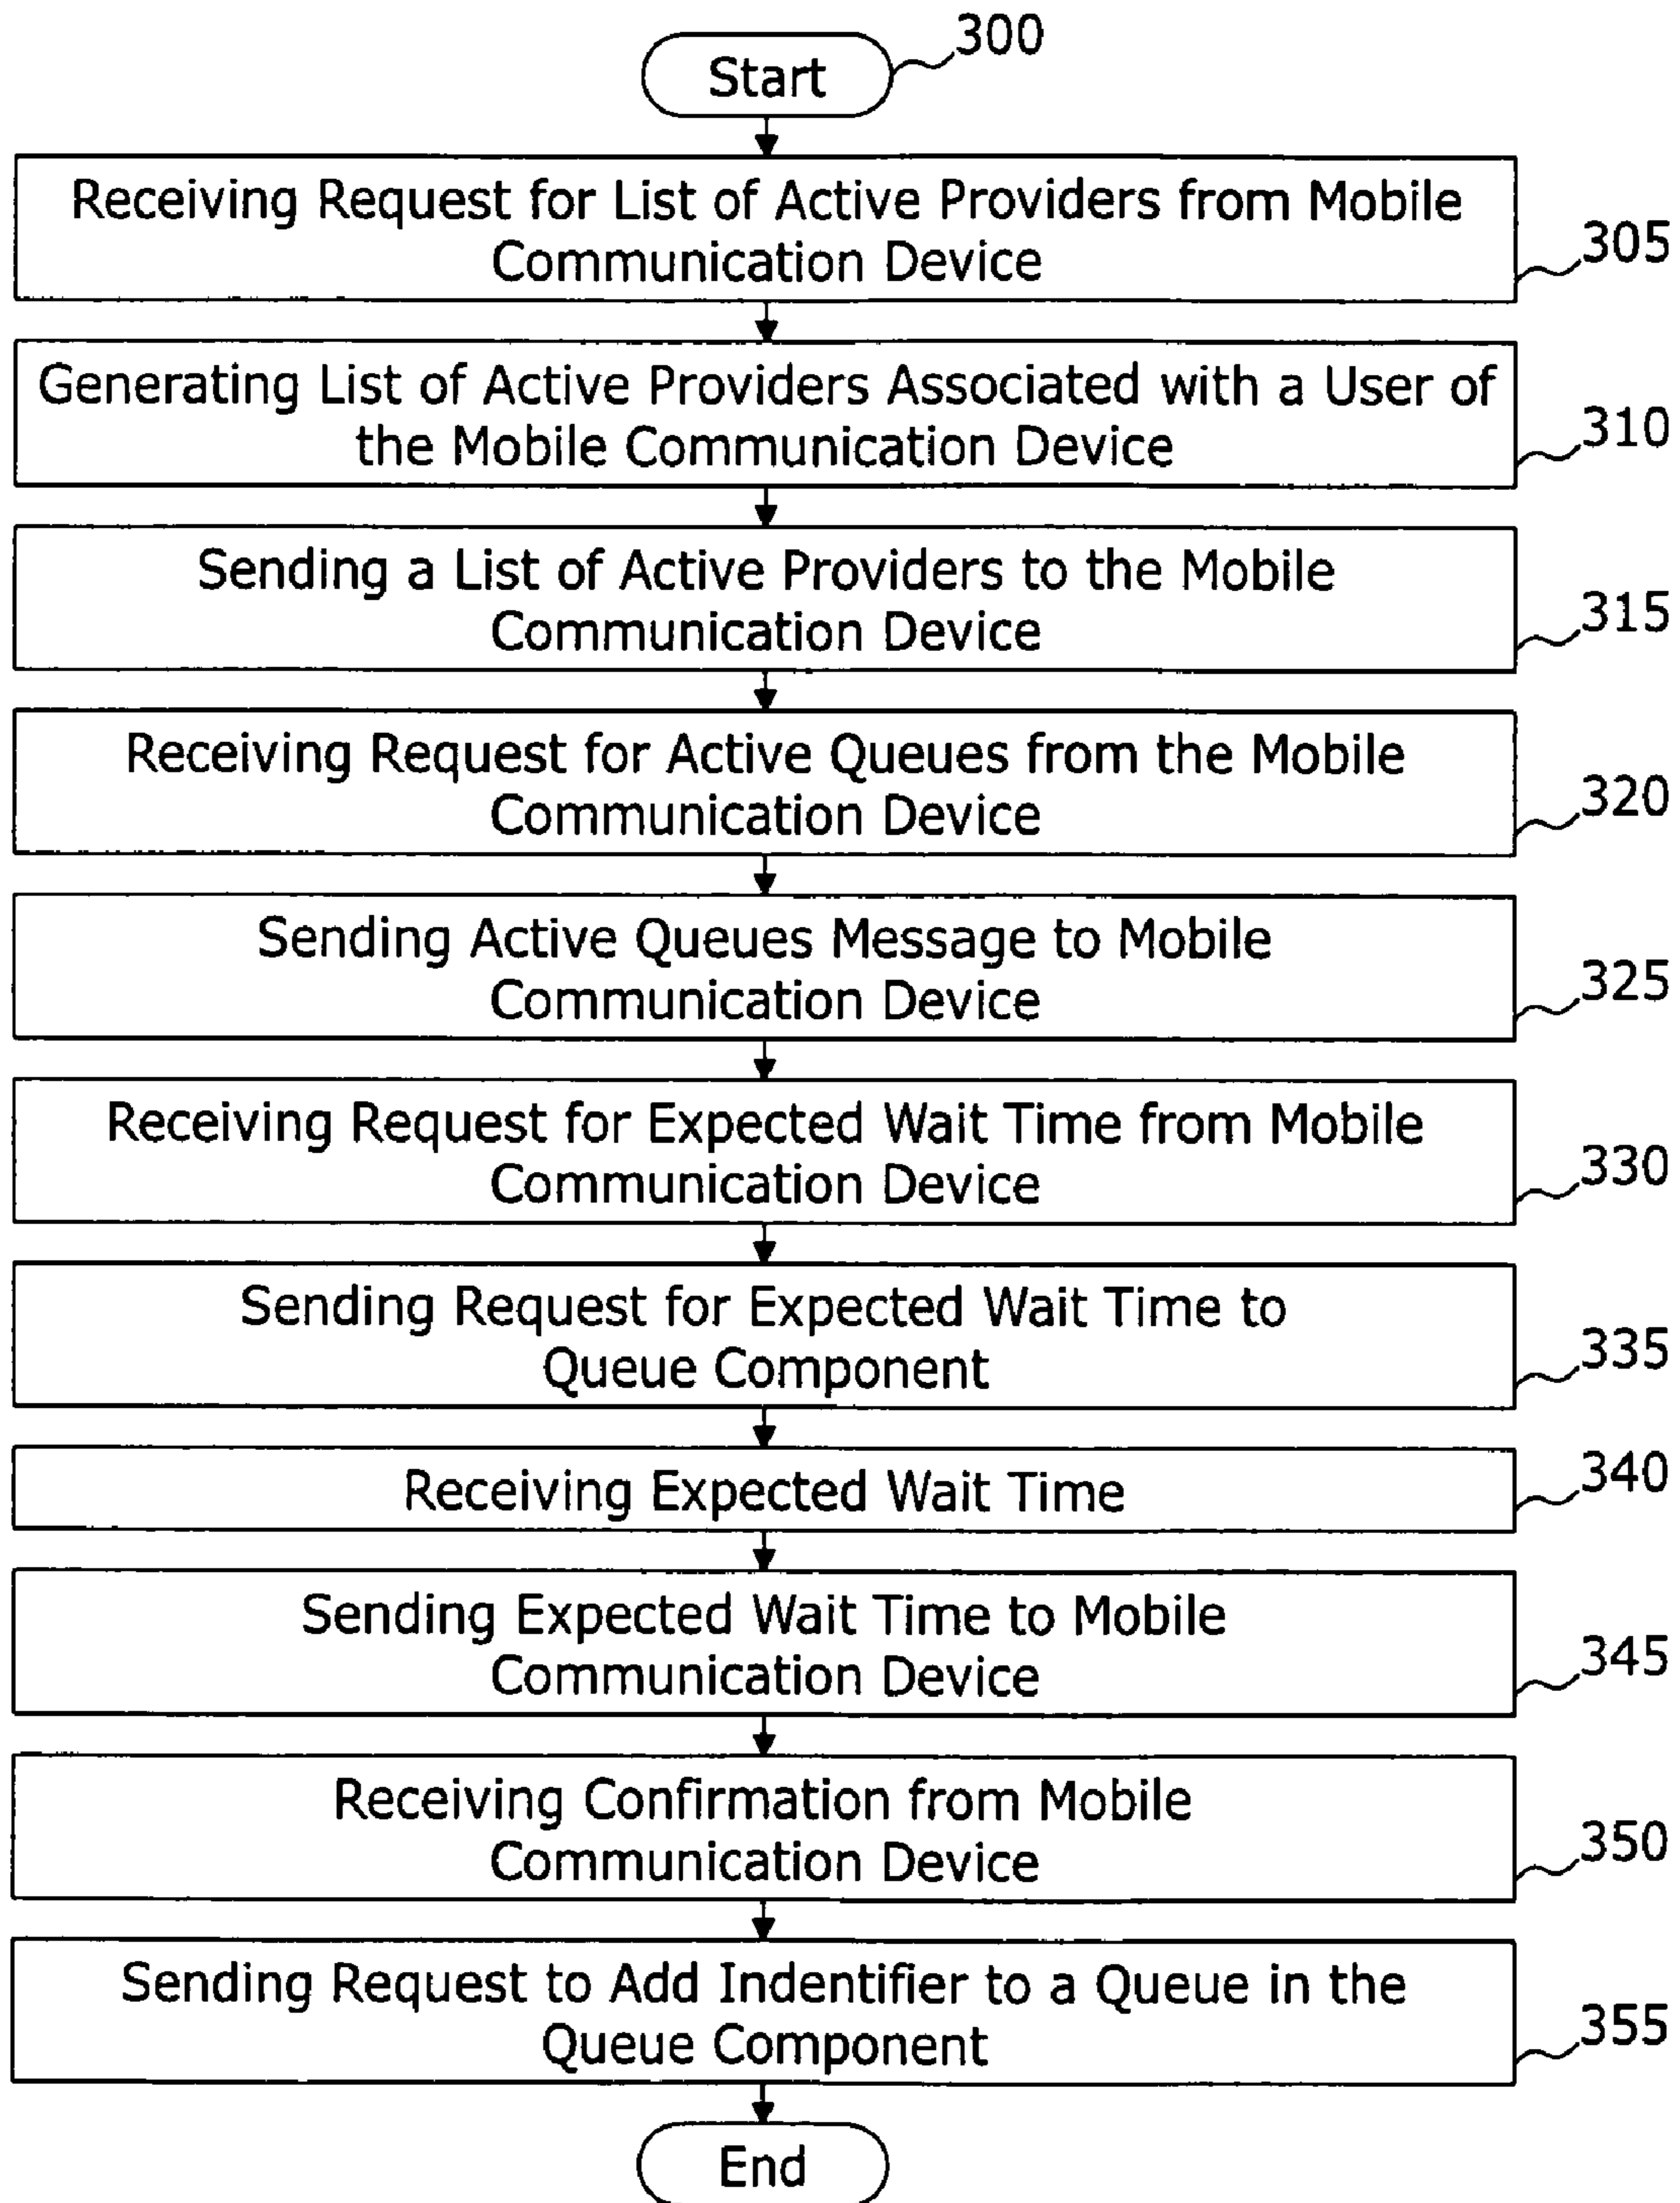 Start
300
Receiving Request for List of Active Providers from Mobile
Communication Device
305
Generating List of Active Providers Associated with a User of
the Mobile Communication Device
310
Sending a List of Active Providers to the Mobile
Communication Device
315
Receiving Request for Active Queues from the Mobile
Communication Device
320
Sending Active Queues Message to Mobile
Communication Device
325
Receiving Request for Expected Wait Time from Mobile
Communication Device
330
Sending Request for Expected Wait Time to
Queue Component
335
Receiving Expected Wait Time
340
Sending Expected Wait Time to Mobile
Communication Device
345
Receiving Confirmation from Mobile
Communication Device
350
Sending Request to Add Indentifier to a Queue in the
Queue Component
355
End